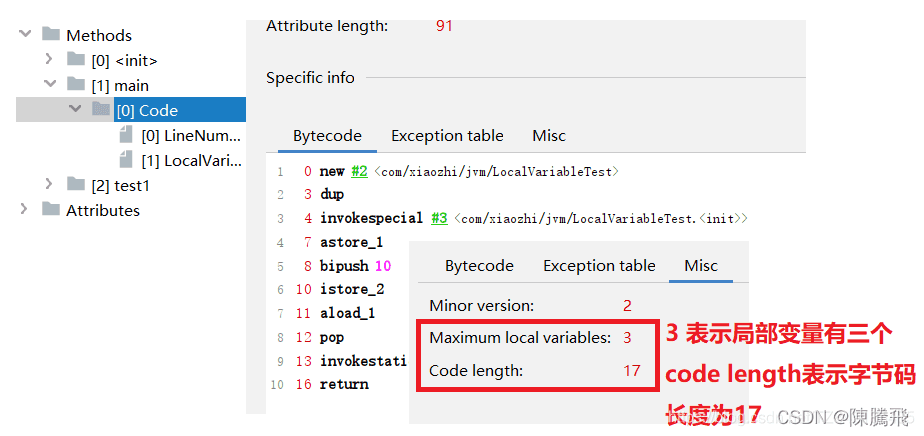 Methods
[0] <init>
[1] main
[0] Code
[0] LineNum...
[1] LocalVari...
[2] test1
Attributes
Attribute length: 91
Specific info
Bytecode Exception table Misc
1 0 new #2 <com/xiaozhi/jvm/LocalVariableTest>
2 3 dup
3 4 invokespecial #3 <com/xiaozhi/jvm/LocalVariableTest.<init>>
4 7 astore_1
5 8 bipush 10
6 10 istore_2
7 11 aload_1
8 12 pop
9 13 invokestati
10 16 return
Bytecode Exception table Misc
Minor version: 2
Maximum local variables: 3
Code length: 17
3 表示局部变量有三个
code length表示字节码
长度为17
CSDN @陳騰飛